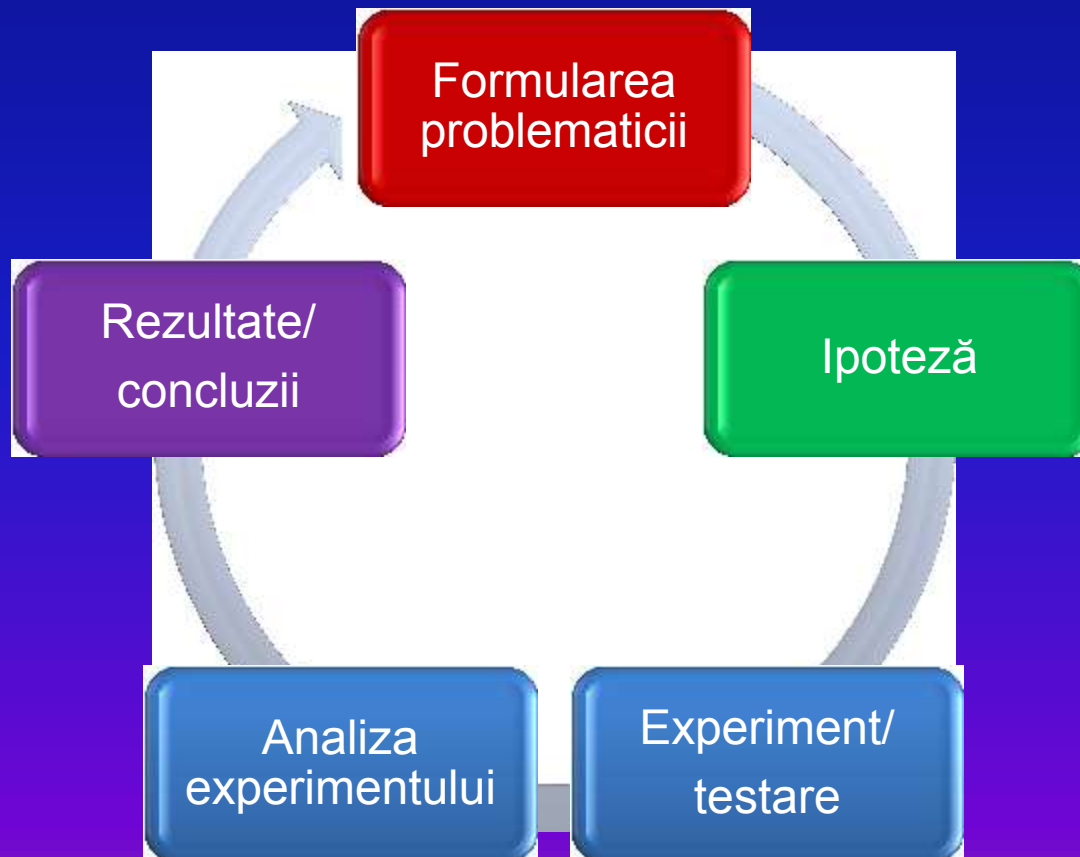 Formularea
problematicii
Ipoteză
Experiment/
testare
Analiza
experimentului
Rezultate/
concluzii